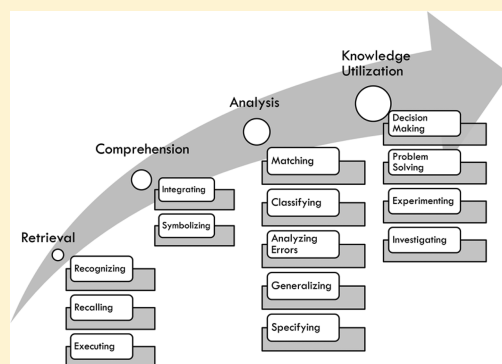 Knowledge
Utilization
Analysis
Comprehension
Retrieval
Decision
Making
Problem
Solving
Experimenting
Investigating
Matching
Classifying
Analyzing
Errors
Generalizing
Specifying
Integrating
Symbolizing
Recognizing
Recalling
Executing